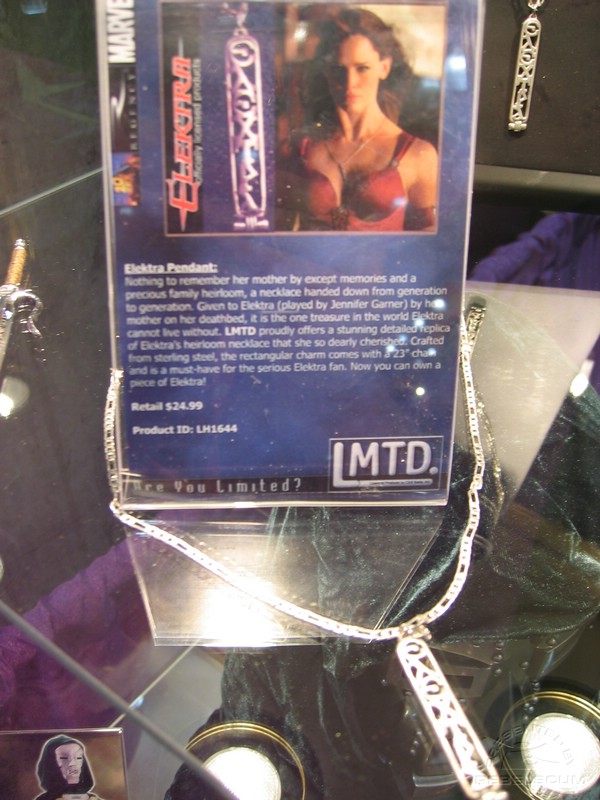 MARVE
REGENCY
ELEKTRA
officially licensed products
Elektra Pendant:
Nothing to remember her mother by except memories and a
precious family heirloom, a necklace handed down from generation
to generation. Given to Elektra (played by Jennifer Garner) by her
mother on her deathbed, it is the one treasure in the world Elektra
cannot live without. LMTD proudly offers a stunning detailed replica
of Elektra's heirloom necklace that she so dearly cherished. Crafted
from sterling steel, the rectangular charm comes with a 23" chain
and is a must-have for the serious Elektra fan. Now you can own a
piece of Elektra!
Retail $24.99
Product ID: LH1644
LMTD.
Are You Limited?
REBELSCUM